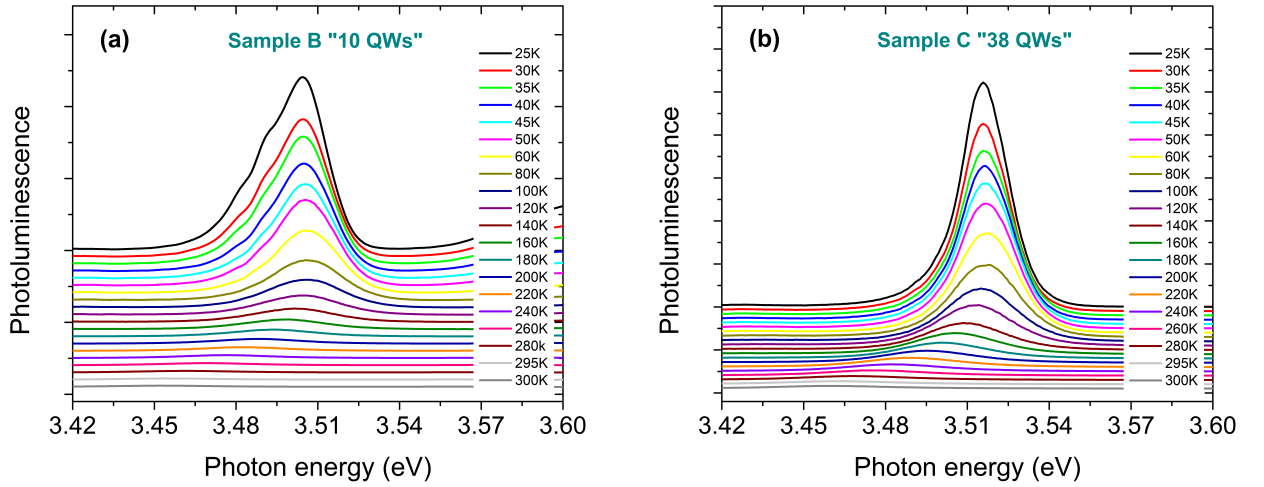 (a)
Sample B "10 QWs"
25K
30K
35K
40K
45K
50K
60K
80K
100K
120K
140K
160K
180K
200K
220K
240K
260K
280K
295K
300K
Photoluminescence
3.42
3.45
3.48
3.51
3.54
3.57
3.60
Photon energy (eV)
(b)
Sample C "38 QWs"
25K
30K
35K
40K
45K
50K
60K
80K
100K
120K
140K
160K
180K
200K
220K
240K
260K
280K
295K
300K
Photoluminescence
3.42
3.45
3.48
3.51
3.54
3.57
3.60
Photon energy (eV)